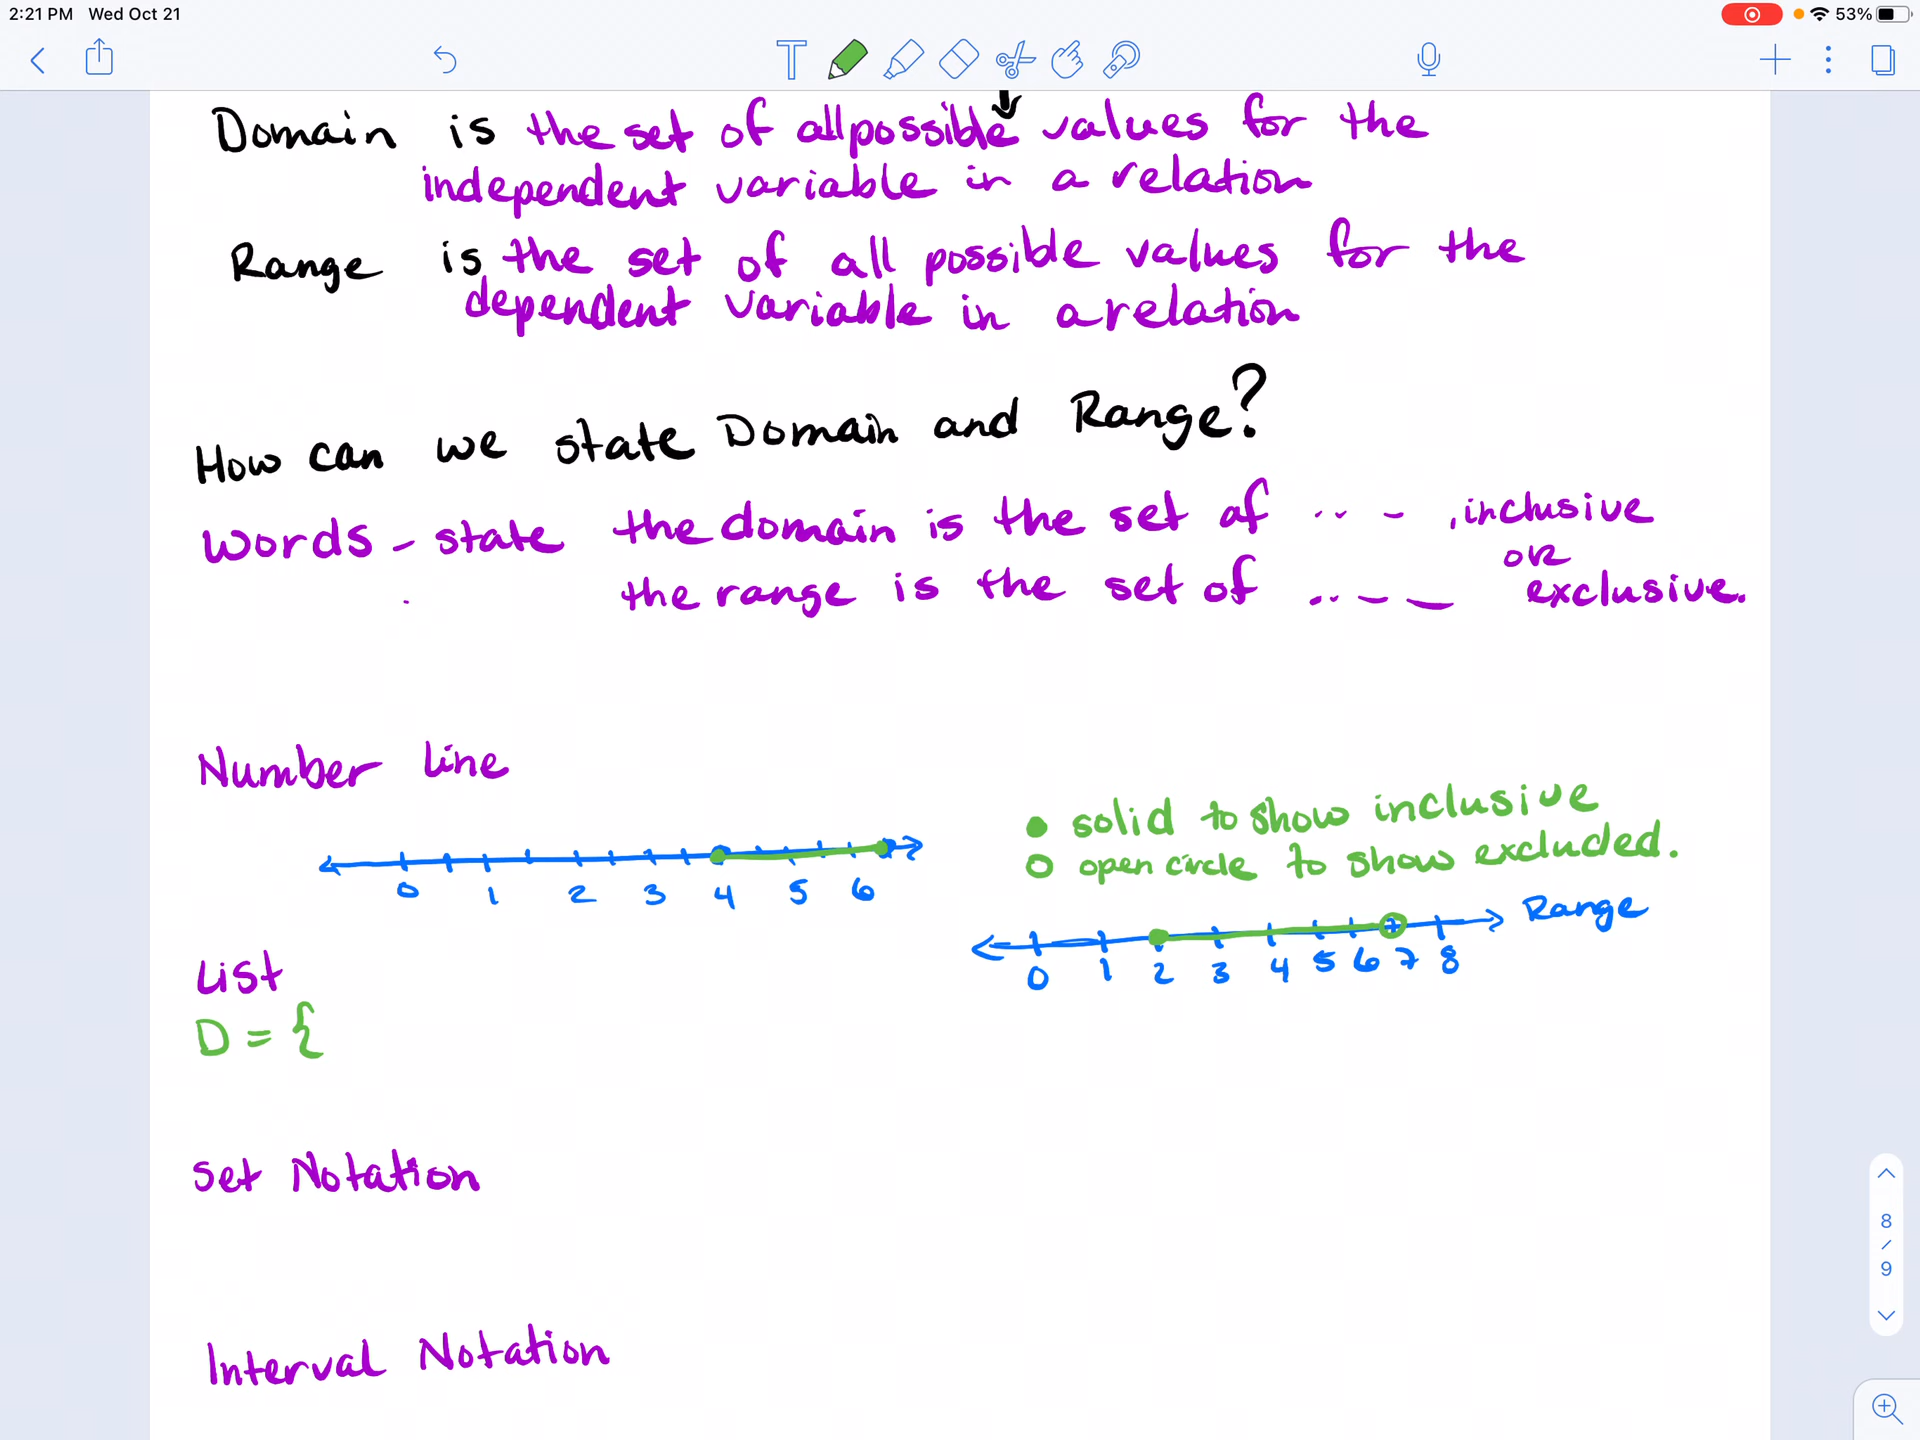 2:21 PM Wed Oct 21
53%
T
Domain is the set of all possible values for the
independent variable in a relation
Range is the set of all possible values for the
dependent variable in a relation
How can we state Domain and Range?
Words - state the domain is the set of .. - , inclusive
OR
the range is the set of .. - — exclusive.
Number line
● solid to show inclusive
○ open circle to show excluded.
0 1 2 3 4 5 6
Range
0 1 2 3 4 5 6 7 8
List
D = {
Set Notation
8
/
9
Interval Notation